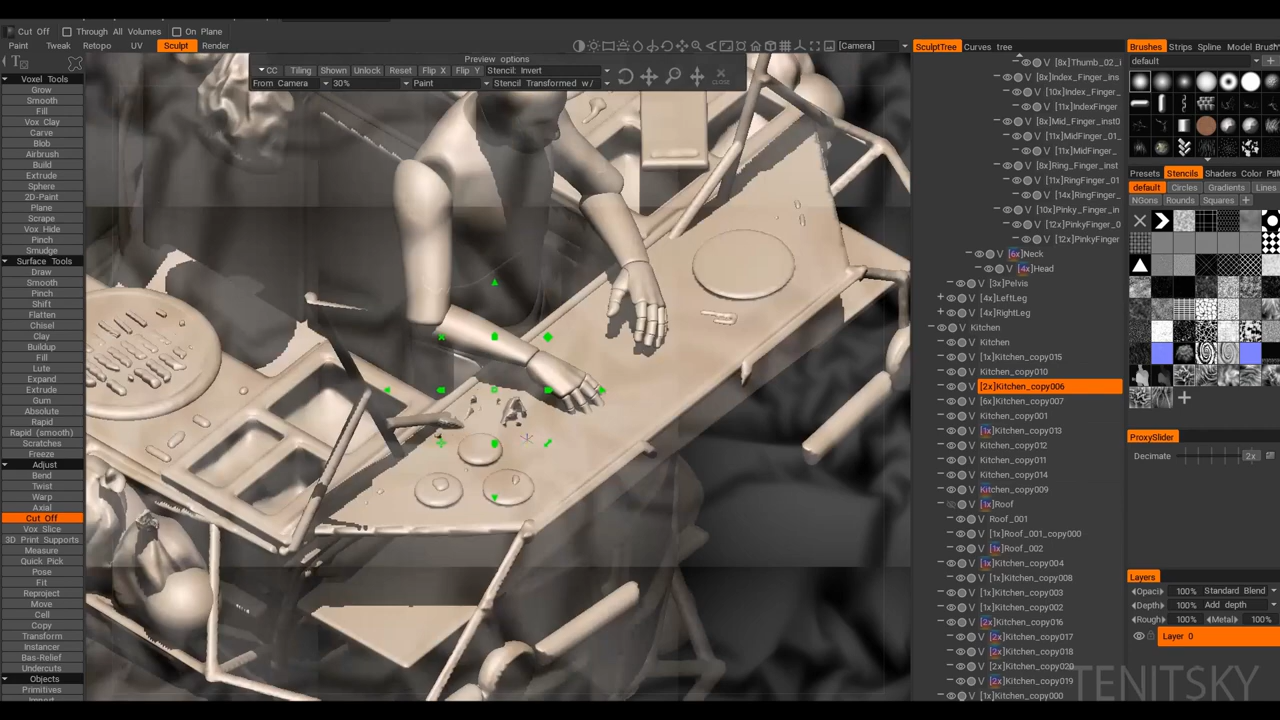 Cut Off Through All Volumes On Plane
Paint Tweak Retopo UV Sculpt Render
[Camera]
Preview options
CC Tiling Shown Unlock Reset Flip X Flip Y Stencil: Invert
From Camera 30% Paint Stencil Transformed w/
CLOSE
Voxel Tools
Grow
Smooth
Fill
Vox Clay
Carve
Blob
Airbrush
Build
Extrude
Sphere
2D-Paint
Plane
Scrape
Vox Hide
Pinch
Smudge
Surface Tools
Draw
Smooth
Pinch
Shift
Flatten
Chisel
Clay
Buildup
Fill
Lute
Expand
Extrude
Gum
Absolute
Rapid
Rapid (smooth)
Scratches
Freeze
Adjust
Bend
Twist
Warp
Axial
Cut Off
Vox Slice
3D Print Supports
Measure
Quick Pick
Pose
Fit
Reproject
Move
Cell
Copy
Transform
Instancer
Bas-Relief
Undercuts
Objects
Primitives
Import
SculptTree Curves tree
V [8x]Thumb_02_i
V [8x]Index_Finger_ins
V [10x]Index_Finger_
V [11x]IndexFinger
V [8x]Mid_Finger_inst0
V [11x]MidFinger_01_
V [11x]MidFinger_
V [8x]Ring_Finger_inst
V [11x]RingFinger_01
V [14x]RingFinger_
V [10x]Pinky_Finger_in
V [12x]PinkyFinger_0
V [12x]PinkyFinger
V [6x]Neck
V [4x]Head
V [3x]Pelvis
V [4x]LeftLeg
V [4x]RightLeg
V Kitchen
V Kitchen
V [1x]Kitchen_copy015
V Kitchen_copy010
V [2x]Kitchen_copy006
V [6x]Kitchen_copy007
V Kitchen_copy001
V [1x]Kitchen_copy013
V Kitchen_copy012
V Kitchen_copy011
V Kitchen_copy014
V Kitchen_copy009
V [1x]Roof
V Roof_001
V [1x]Roof_001_copy000
V [1x]Roof_002
V [1x]Kitchen_copy004
V [1x]Kitchen_copy008
V [1x]Kitchen_copy003
V [1x]Kitchen_copy002
V [2x]Kitchen_copy016
V [2x]Kitchen_copy017
V [2x]Kitchen_copy018
V [2x]Kitchen_copy020
V [2x]Kitchen_copy019
V [1x]Kitchen_copy000
Brushes Strips Spline Model
default
Presets Stencils Shaders Color
default Circles Gradients Lines
NGons Rounds Squares +
ProxySlider
Decimate 2x
Layers
Opaci 100% Standard Blend
Depth 100% Add depth
Rough 100% Metal 100%
Layer 0
TENITSKY